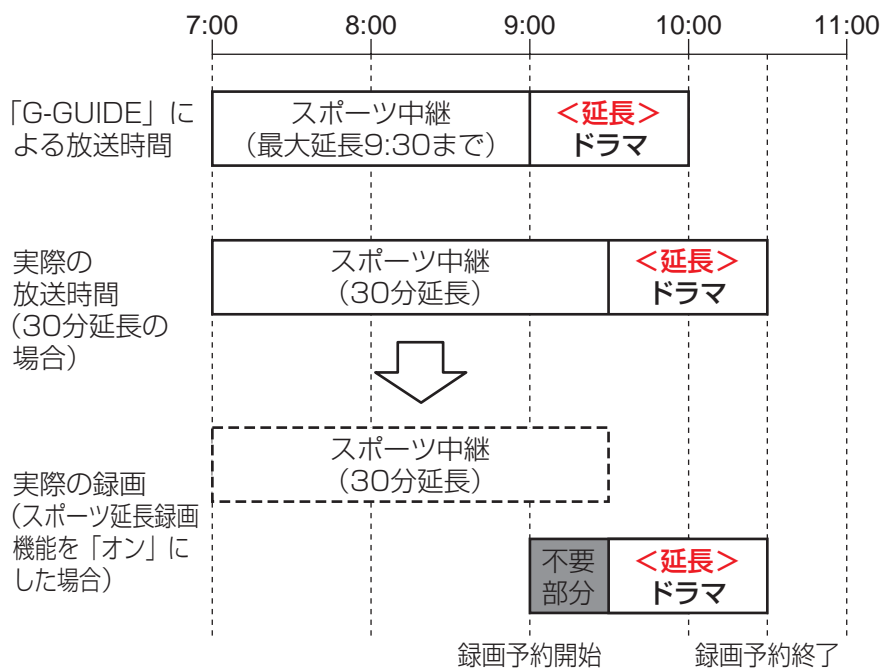 7:00 8:00 9:00 10:00 11:00
「G-GUIDE」に
よる放送時間
スポーツ中継
（最大延長9:30まで）
＜延長＞
ドラマ
実際の
放送時間
（30分延長の
場合）
スポーツ中継
（30分延長）
＜延長＞
ドラマ
スポーツ中継
（30分延長）
実際の録画
（スポーツ延長録画
機能を「オン」に
した場合）
不要
部分
＜延長＞
ドラマ
録画予約開始
録画予約終了